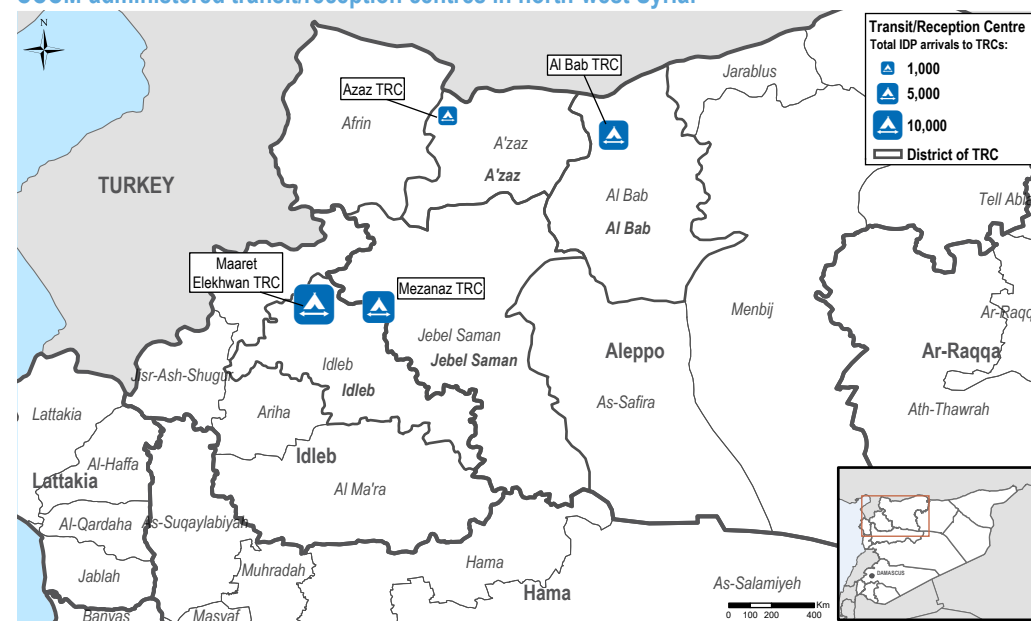 N
Transit/Reception Centre
Total IDP arrivals to TRCs:
1,000
5,000
10,000
District of TRC
Al Bab TRC
Jarablus
Azaz TRC
Afrin
A'zaz
A'zaz
TURKEY
Al Bab
Al Bab
Tell Abia
Maaret
Elekhwan TRC
Mezanaz TRC
Menbij
Ar-Raqq
Jebel Saman
Jebel Saman
Aleppo
Ar-Raqqa
Idleb
Idleb
Jisr-Ash-Shugur
As-Safira
Ath-Thawrah
Lattakia
Ariha
Idleb
Al-Haffa
Lattakia
Al Ma'ra
Al-Qardaha
As-Suqaylabiyah
Hama
Muhradah
Jablah
DAMASCUS
As-Salamiyeh
Hama
Banyas
Masyaf
0 100 200 400
Km